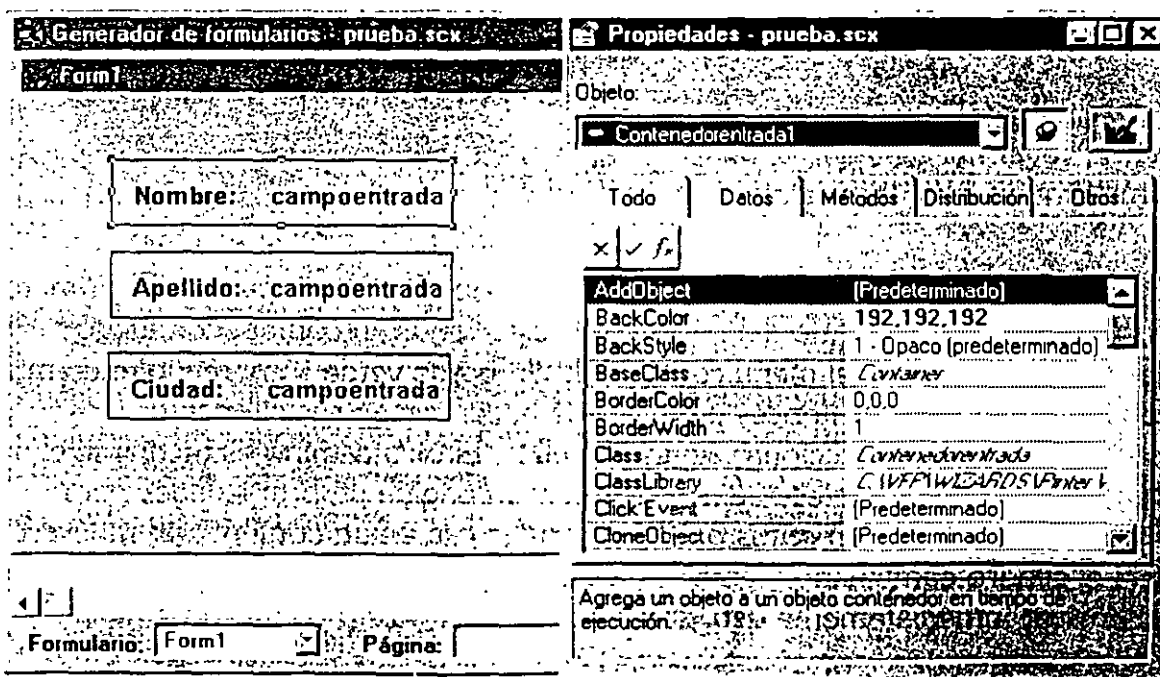 Generador de formularios - prueba.scx
Form1
Nombre: campoentrada
Apellido: campoentrada
Ciudad: campoentrada
Formulario: Form1 Página:
Propiedades - prueba.scx
Objeto:
Contenedorentrada1
Todo Datos Métodos Distribución Otros
AddObject [Predeterminado]
BackColor 192,192,192
BackStyle 1 - Opaco (predeterminado)
BaseClass Container
BorderColor 0,0,0
BorderWidth 1
Class Contenedorentrada
ClassLibrary C:\VFP\WIZARDS\
Click Event [Predeterminado]
CloneObject [Predeterminado]
Agrega un objeto a un objeto contenedor en tiempo de
ejecución.